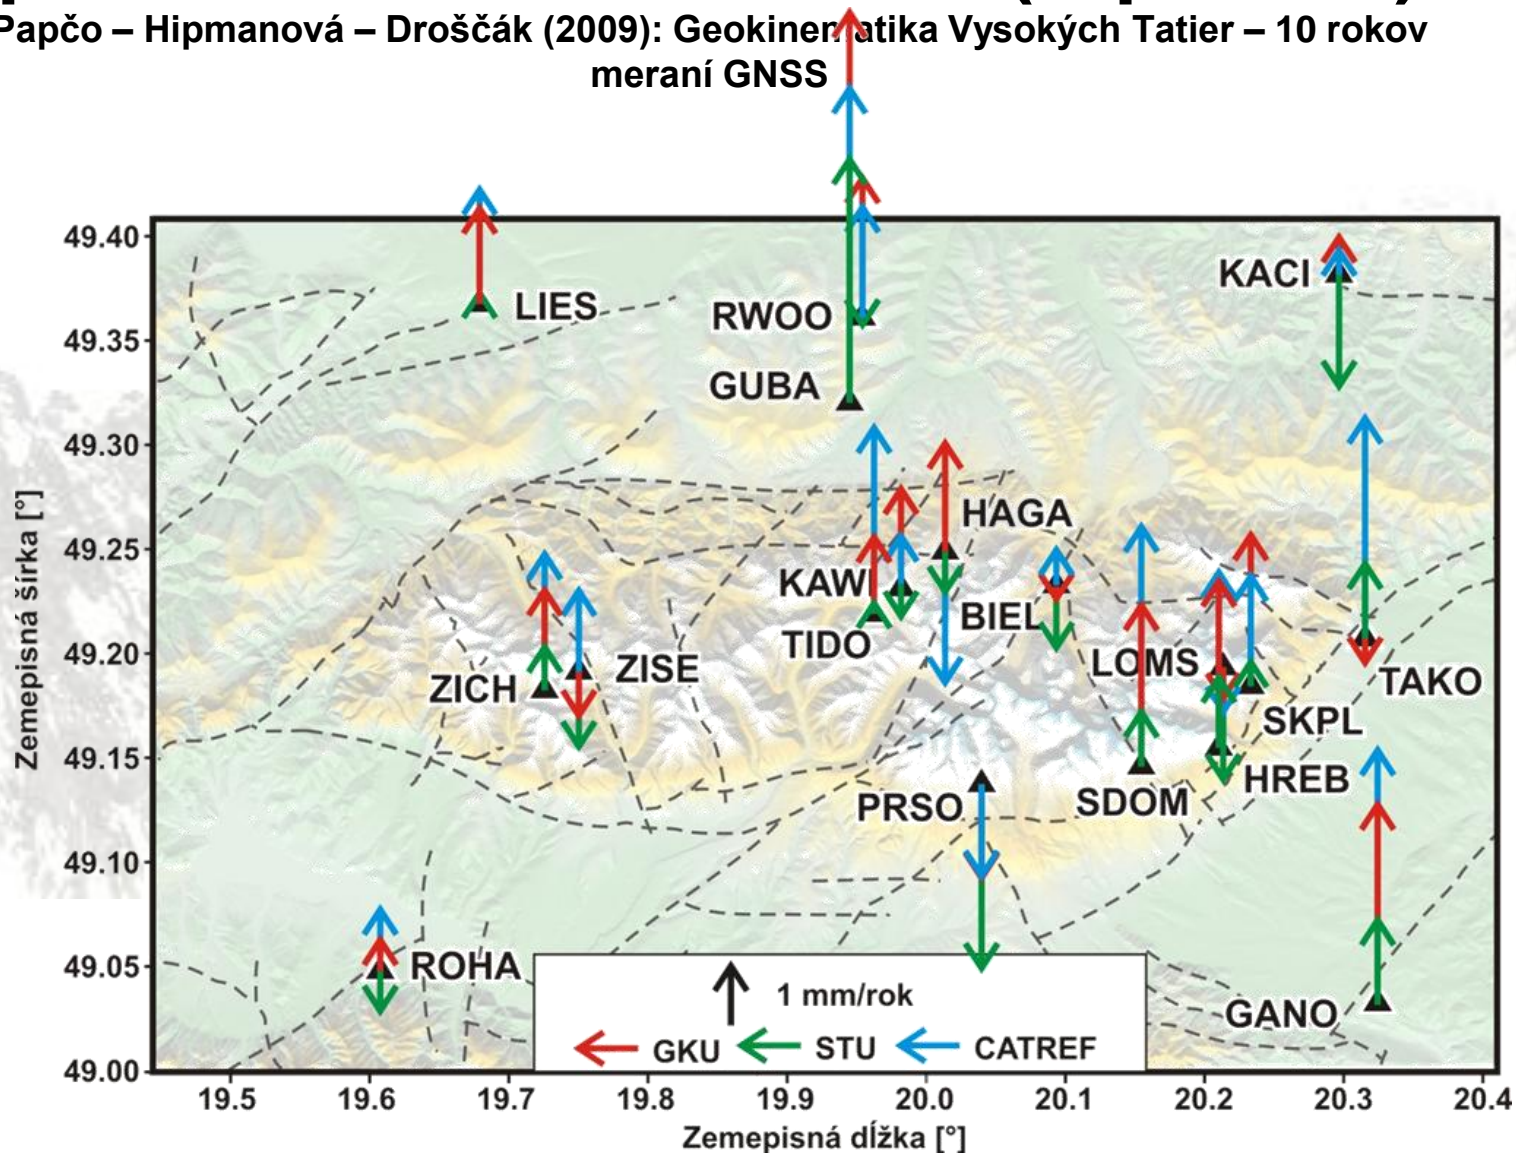 Papčo – Hipmanová – Droščák (2009): Geokinematika Vysokých Tatier – 10 rokov
meraní GNSS
49.40
49.35
49.30
49.25
49.20
49.15
49.10
49.05
49.00
Zemepisná šírka [°]
LIES
RWOO
GUBA
KACI
HAGA
KAWI
TIDO
BIEL
ZICH
ZISE
LOMS
TAKO
SKPL
HREB
SDOM
PRSO
ROHA
GANO
1 mm/rok
GKU
STU
CATREF
19.5
19.6
19.7
19.8
19.9
20.0
20.1
20.2
20.3
20.4
Zemepisná dĺžka [°]